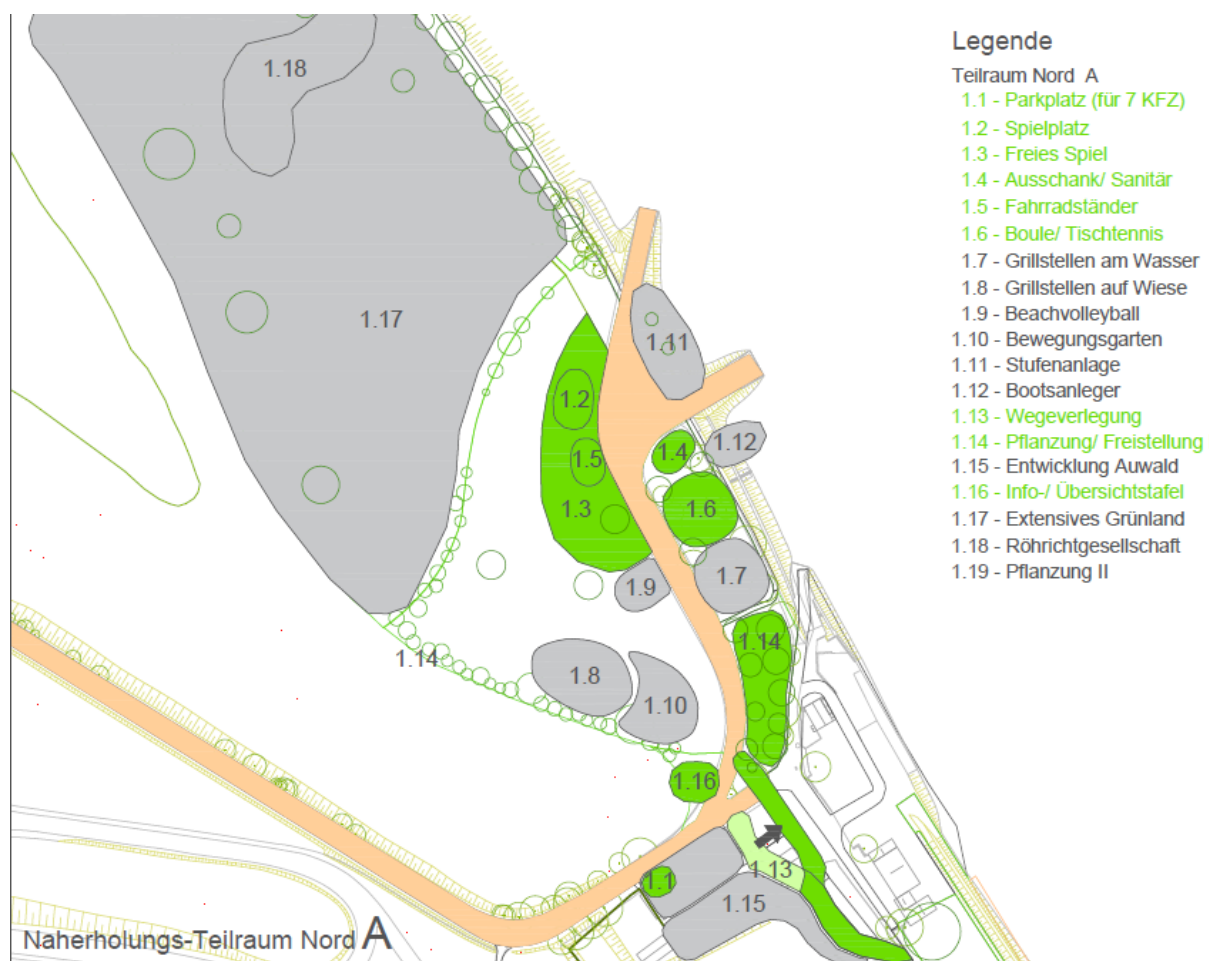 Legende
Teilraum Nord A
1.1 - Parkplatz (für 7 KFZ)
1.2 - Spielplatz
1.3 - Freies Spiel
1.4 - Ausschank/ Sanitär
1.5 - Fahrradständer
1.6 - Boule/ Tischtennis
1.7 - Grillstellen am Wasser
1.8 - Grillstellen auf Wiese
1.9 - Beachvolleyball
1.10 - Bewegungsgarten
1.11 - Stufenanlage
1.12 - Bootsanleger
1.13 - Wegeverlegung
1.14 - Pflanzung/ Freistellung
1.15 - Entwicklung Auwald
1.16 - Info-/ Übersichtstafel
1.17 - Extensives Grünland
1.18 - Röhrichtgesellschaft
1.19 - Pflanzung II
1.18
1.17
1.11
1.2
1.12
1.4
1.5
1.3
1.6
1.7
1.9
1.14
1.14
1.8
1.10
1.16
1.13
1.1
1.15
Naherholungs-Teilraum Nord A